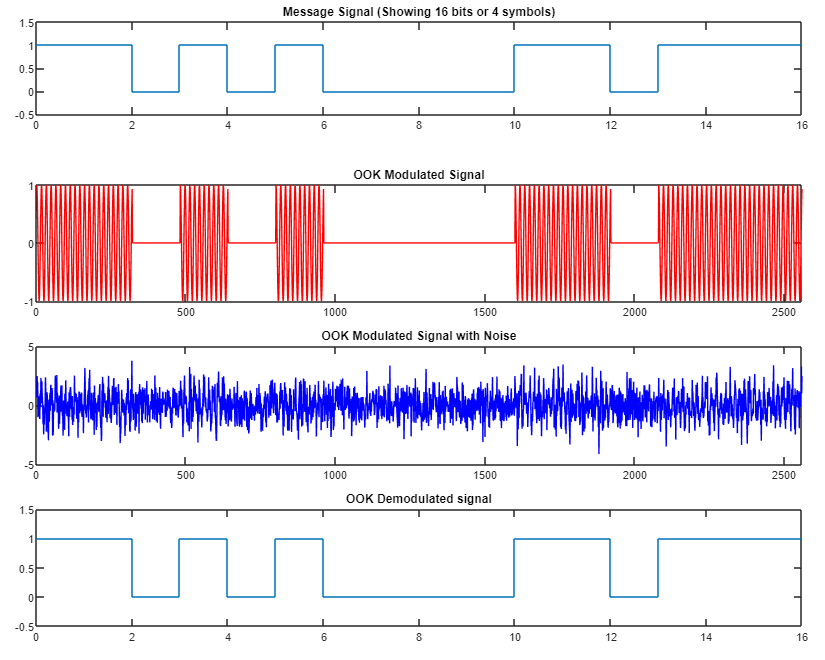 Message Signal (Showing 16 bits or 4 symbols)
1.5
1
0.5
0
-0.5
0 2 4 6 8 10 12 14 16
OOK Modulated Signal
1
0
-1
0 500 1000 1500 2000 2500
OOK Modulated Signal with Noise
5
0
-5
0 500 1000 1500 2000 2500
OOK Demodulated signal
1.5
1
0.5
0
-0.5
0 2 4 6 8 10 12 14 16